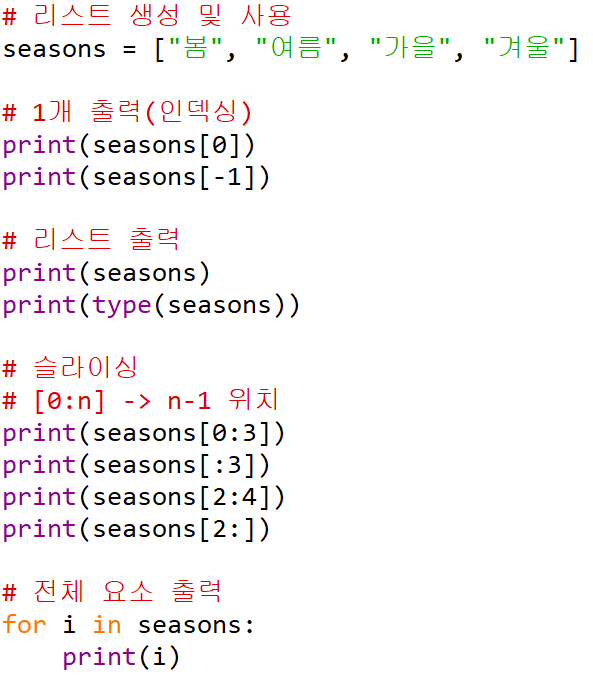 # 리스트 생성 및 사용
seasons = ["봄", "여름", "가을", "겨울"]
# 1개 출력(인덱싱)
print(seasons[0])
print(seasons[-1])
# 리스트 출력
print(seasons)
print(type(seasons))
# 슬라이싱
# [0:n] -> n-1 위치
print(seasons[0:3])
print(seasons[:3])
print(seasons[2:4])
print(seasons[2:])
# 전체 요소 출력
for i in seasons:
    print(i)